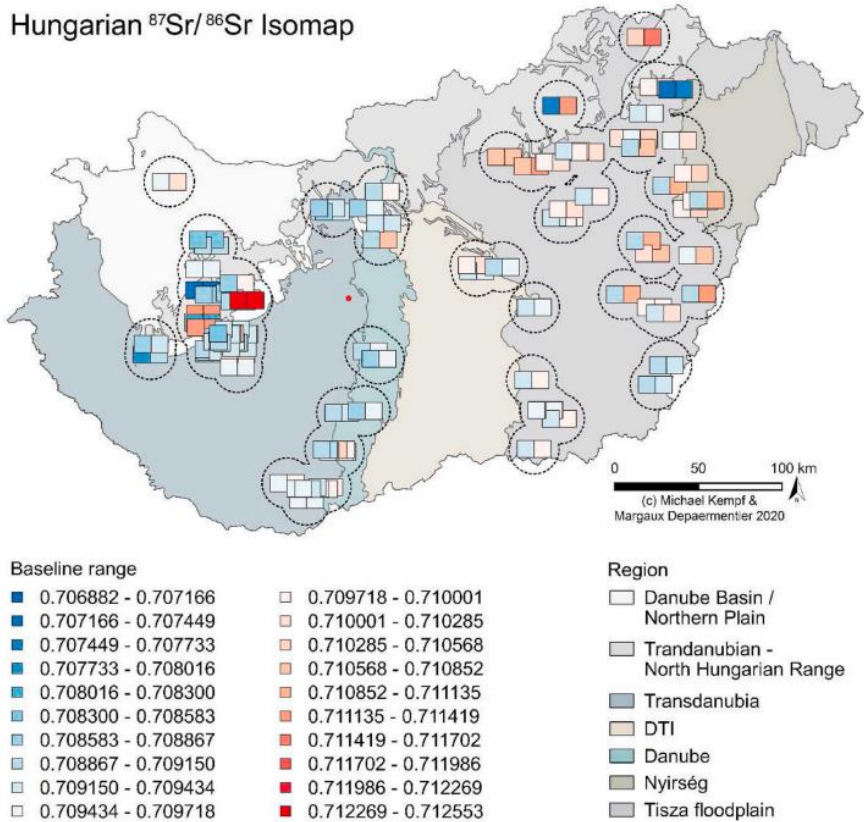 Hungarian ⁸⁷Sr/ ⁸⁶Sr Isomap
0 50 100 km
(c) Michael Kempf &
Margaux Depaermentier 2020
N
Baseline range
0.706882 - 0.707166
0.707166 - 0.707449
0.707449 - 0.707733
0.707733 - 0.708016
0.708016 - 0.708300
0.708300 - 0.708583
0.708583 - 0.708867
0.708867 - 0.709150
0.709150 - 0.709434
0.709434 - 0.709718
0.709718 - 0.710001
0.710001 - 0.710285
0.710285 - 0.710568
0.710568 - 0.710852
0.710852 - 0.711135
0.711135 - 0.711419
0.711419 - 0.711702
0.711702 - 0.711986
0.711986 - 0.712269
0.712269 - 0.712553
Region
Danube Basin /
Northern Plain
Trandanubian -
North Hungarian Range
Transdanubia
DTI
Danube
Nyirség
Tisza floodplain